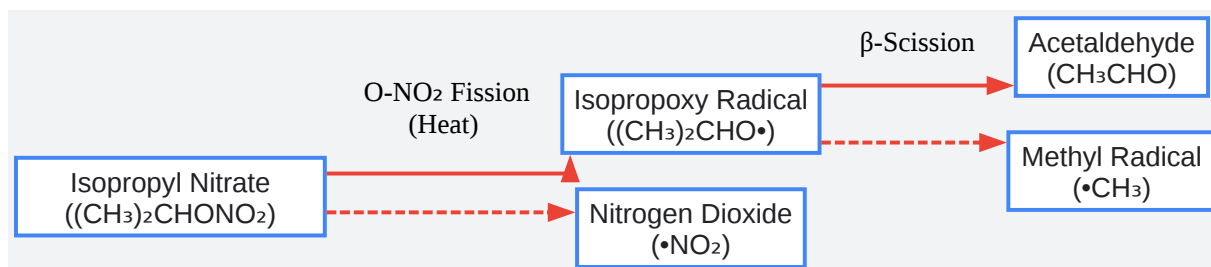 Isopropyl Nitrate
((CH₃)₂CHONO₂)
O-NO₂ Fission
(Heat)
Isopropoxy Radical
((CH₃)₂CHO•)
Nitrogen Dioxide
(•NO₂)
β-Scission
Acetaldehyde
(CH₃CHO)
Methyl Radical
(•CH₃)